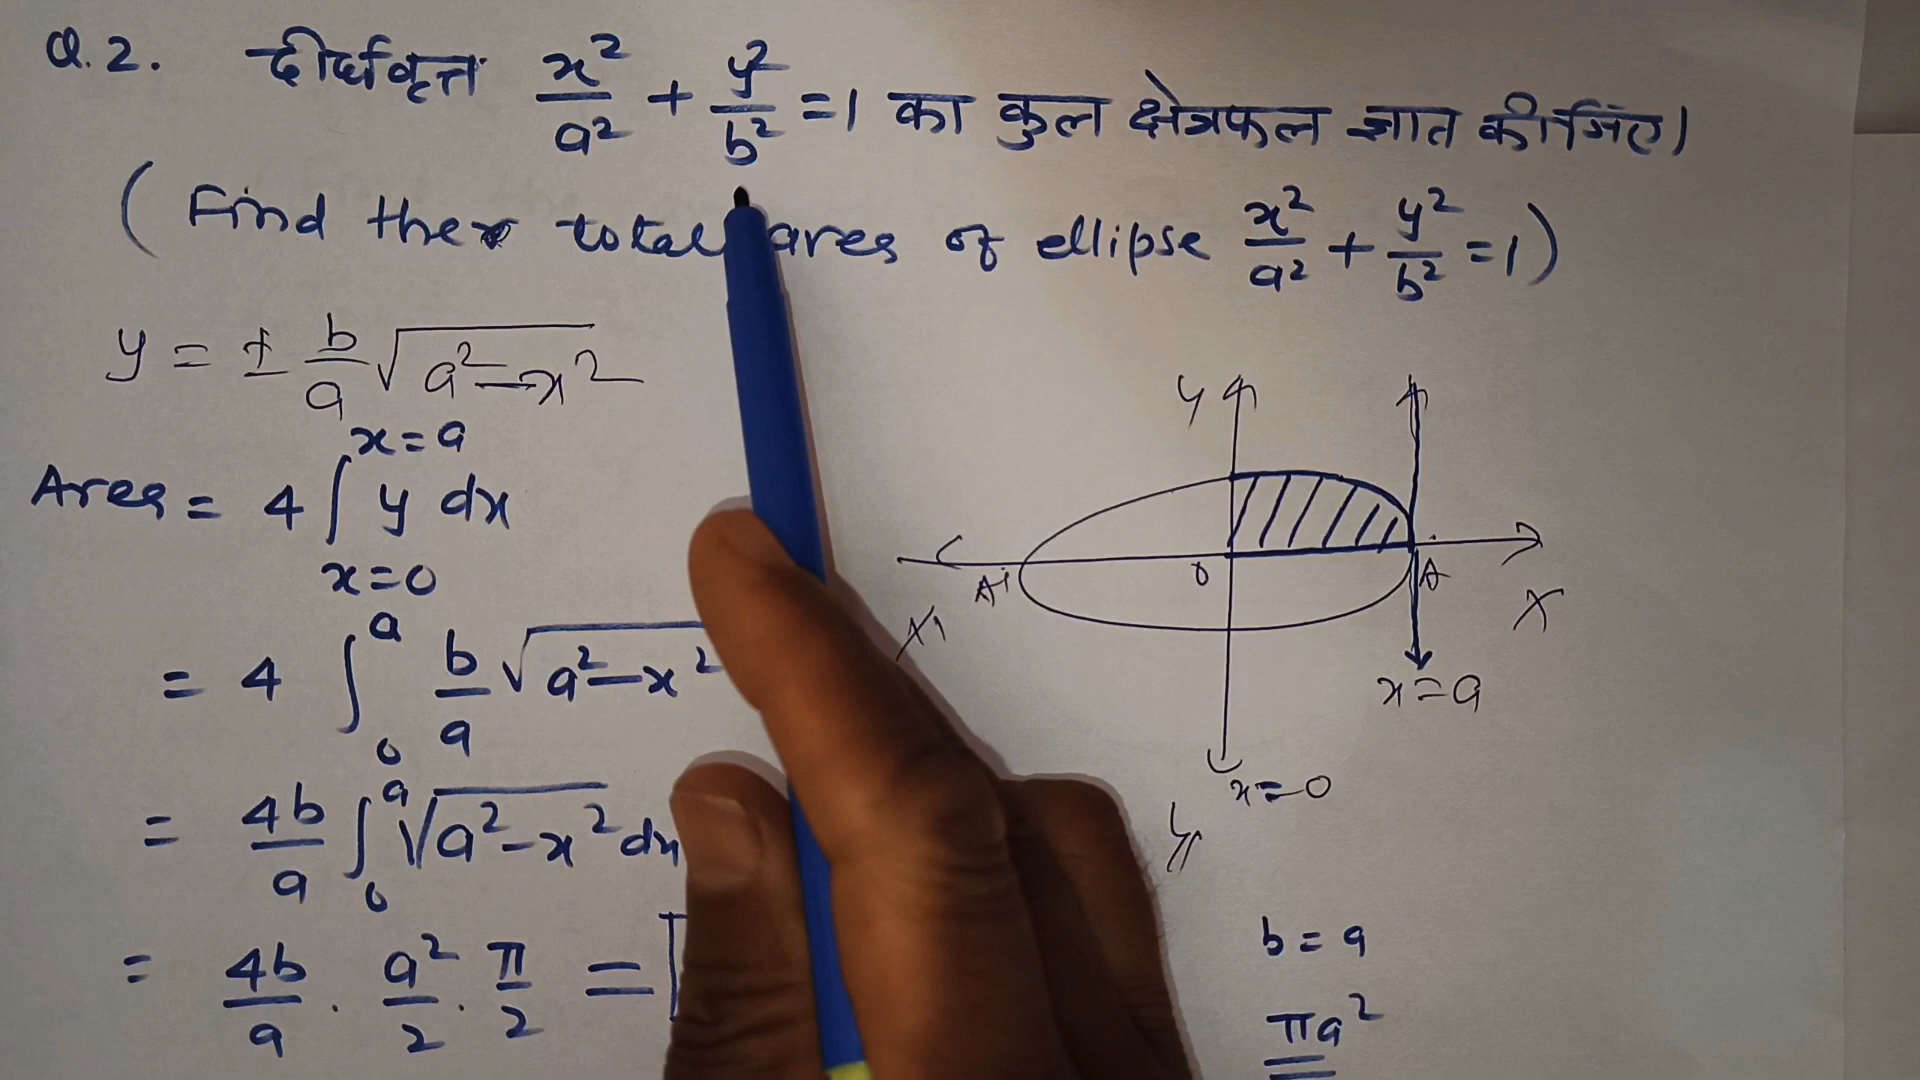 Q.2. दीर्घवृत्त x²/a² + y²/b² = 1 का कुल क्षेत्रफल ज्ञात कीजिए।
(Find the total area of ellipse x²/a² + y²/b² = 1)
y = ± b/a √(a²-x²)
Area = 4 ∫ y dx
x=a
x=0
= 4 ∫₀ᵃ b/a √(a²-x²)
= 4b/a ∫₀ᵃ √(a²-x²) dx
= 4b/a · a²/2 · π/2 =
Y
A' O A X
X'
x=a
x=0
Y'
b = a
πa²